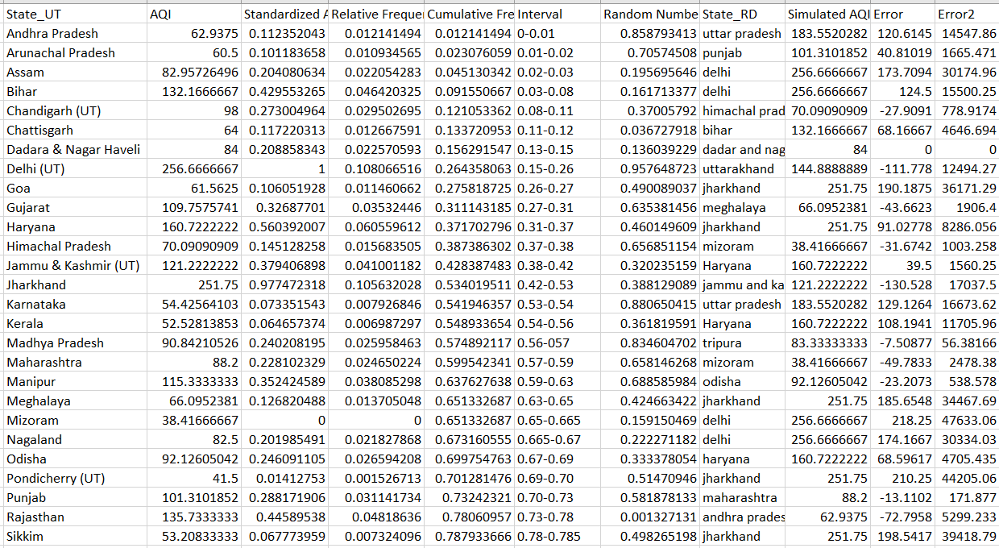 State_UT AQI Standardized A Relative Frequer Cumulative Fre Interval Random Numbe State_RD Simulated AQI Error Error2
Andhra Pradesh 62.9375 0.112352043 0.012141494 0.012141494 0-0.01 0.858793413 uttar pradesh 183.5520282 120.6145 14547.86
Arunachal Pradesh 60.5 0.101183658 0.010934565 0.023076059 0.01-0.02 0.70574508 punjab 101.3101852 40.81019 1665.471
Assam 82.95726496 0.204080634 0.022054283 0.045130342 0.02-0.03 0.195695646 delhi 256.6666667 173.7094 30174.96
Bihar 132.1666667 0.429553265 0.046420325 0.091550667 0.03-0.08 0.161713377 delhi 256.6666667 124.5 15500.25
Chandigarh (UT) 98 0.273004964 0.029502695 0.121053362 0.08-0.11 0.37005792 himachal prad 70.09090909 -27.9091 778.9174
Chattisgarh 64 0.117220313 0.012667591 0.133720953 0.11-0.12 0.036727918 bihar 132.1666667 68.16667 4646.694
Dadara & Nagar Haveli 84 0.208858343 0.022570593 0.156291547 0.13-0.15 0.136039229 dadar and nag 84 0 0
Delhi (UT) 256.6666667 1 0.108066516 0.264358063 0.15-0.26 0.957648723 uttarakhand 144.8888889 -111.778 12494.27
Goa 61.5625 0.106051928 0.011460662 0.275818725 0.26-0.27 0.490089037 jharkhand 251.75 190.1875 36171.29
Gujarat 109.7575741 0.32687701 0.03532446 0.311143185 0.27-0.31 0.635381456 meghalaya 66.0952381 -43.6623 1906.4
Haryana 160.7222222 0.560392007 0.060559612 0.371702796 0.31-0.37 0.460149609 jharkhand 251.75 91.02778 8286.056
Himachal Pradesh 70.09090909 0.145128258 0.015683505 0.387386302 0.37-0.38 0.656851154 mizoram 38.41666667 -31.6742 1003.258
Jammu & Kashmir (UT) 121.2222222 0.379406898 0.041001182 0.428387483 0.38-0.42 0.320235159 Haryana 160.7222222 39.5 1560.25
Jharkhand 251.75 0.977472318 0.105632028 0.534019511 0.42-0.53 0.388129089 jammu and ka 121.2222222 -130.528 17037.5
Karnataka 54.42564103 0.073351543 0.007926846 0.541946357 0.53-0.54 0.880650415 uttar pradesh 183.5520282 129.1264 16673.62
Kerala 52.52813853 0.064657374 0.006987297 0.548933654 0.54-0.56 0.361819591 Haryana 160.7222222 108.1941 11705.96
Madhya Pradesh 90.84210526 0.240208195 0.025958463 0.574892117 0.56-057 0.834604702 tripura 83.33333333 -7.50877 56.38166
Maharashtra 88.2 0.228102329 0.024650224 0.599542341 0.57-0.59 0.658146268 mizoram 38.41666667 -49.7833 2478.38
Manipur 115.3333333 0.352424589 0.038085298 0.637627638 0.59-0.63 0.688585984 odisha 92.12605042 -23.2073 538.578
Meghalaya 66.0952381 0.126820488 0.013705048 0.651332687 0.63-0.65 0.424663422 jharkhand 251.75 185.6548 34467.69
Mizoram 38.41666667 0 0 0.651332687 0.65-0.665 0.159150469 delhi 256.6666667 218.25 47633.06
Nagaland 82.5 0.201985491 0.021827868 0.673160555 0.665-0.67 0.222271182 delhi 256.6666667 174.1667 30334.03
Odisha 92.12605042 0.246091105 0.026594208 0.699754763 0.67-0.69 0.333378054 haryana 160.7222222 68.59617 4705.435
Pondicherry (UT) 41.5 0.01412753 0.001526713 0.701281476 0.69-0.70 0.51470946 jharkhand 251.75 210.25 44205.06
Punjab 101.3101852 0.288171906 0.031141734 0.73242321 0.70-0.73 0.581878133 maharashtra 88.2 -13.1102 171.877
Rajasthan 135.7333333 0.44589538 0.04818636 0.78060957 0.73-0.78 0.001327131 andhra prades 62.9375 -72.7958 5299.233
Sikkim 53.20833333 0.067773959 0.007324096 0.787933666 0.78-0.785 0.498265198 jharkhand 251.75 198.5417 39418.79